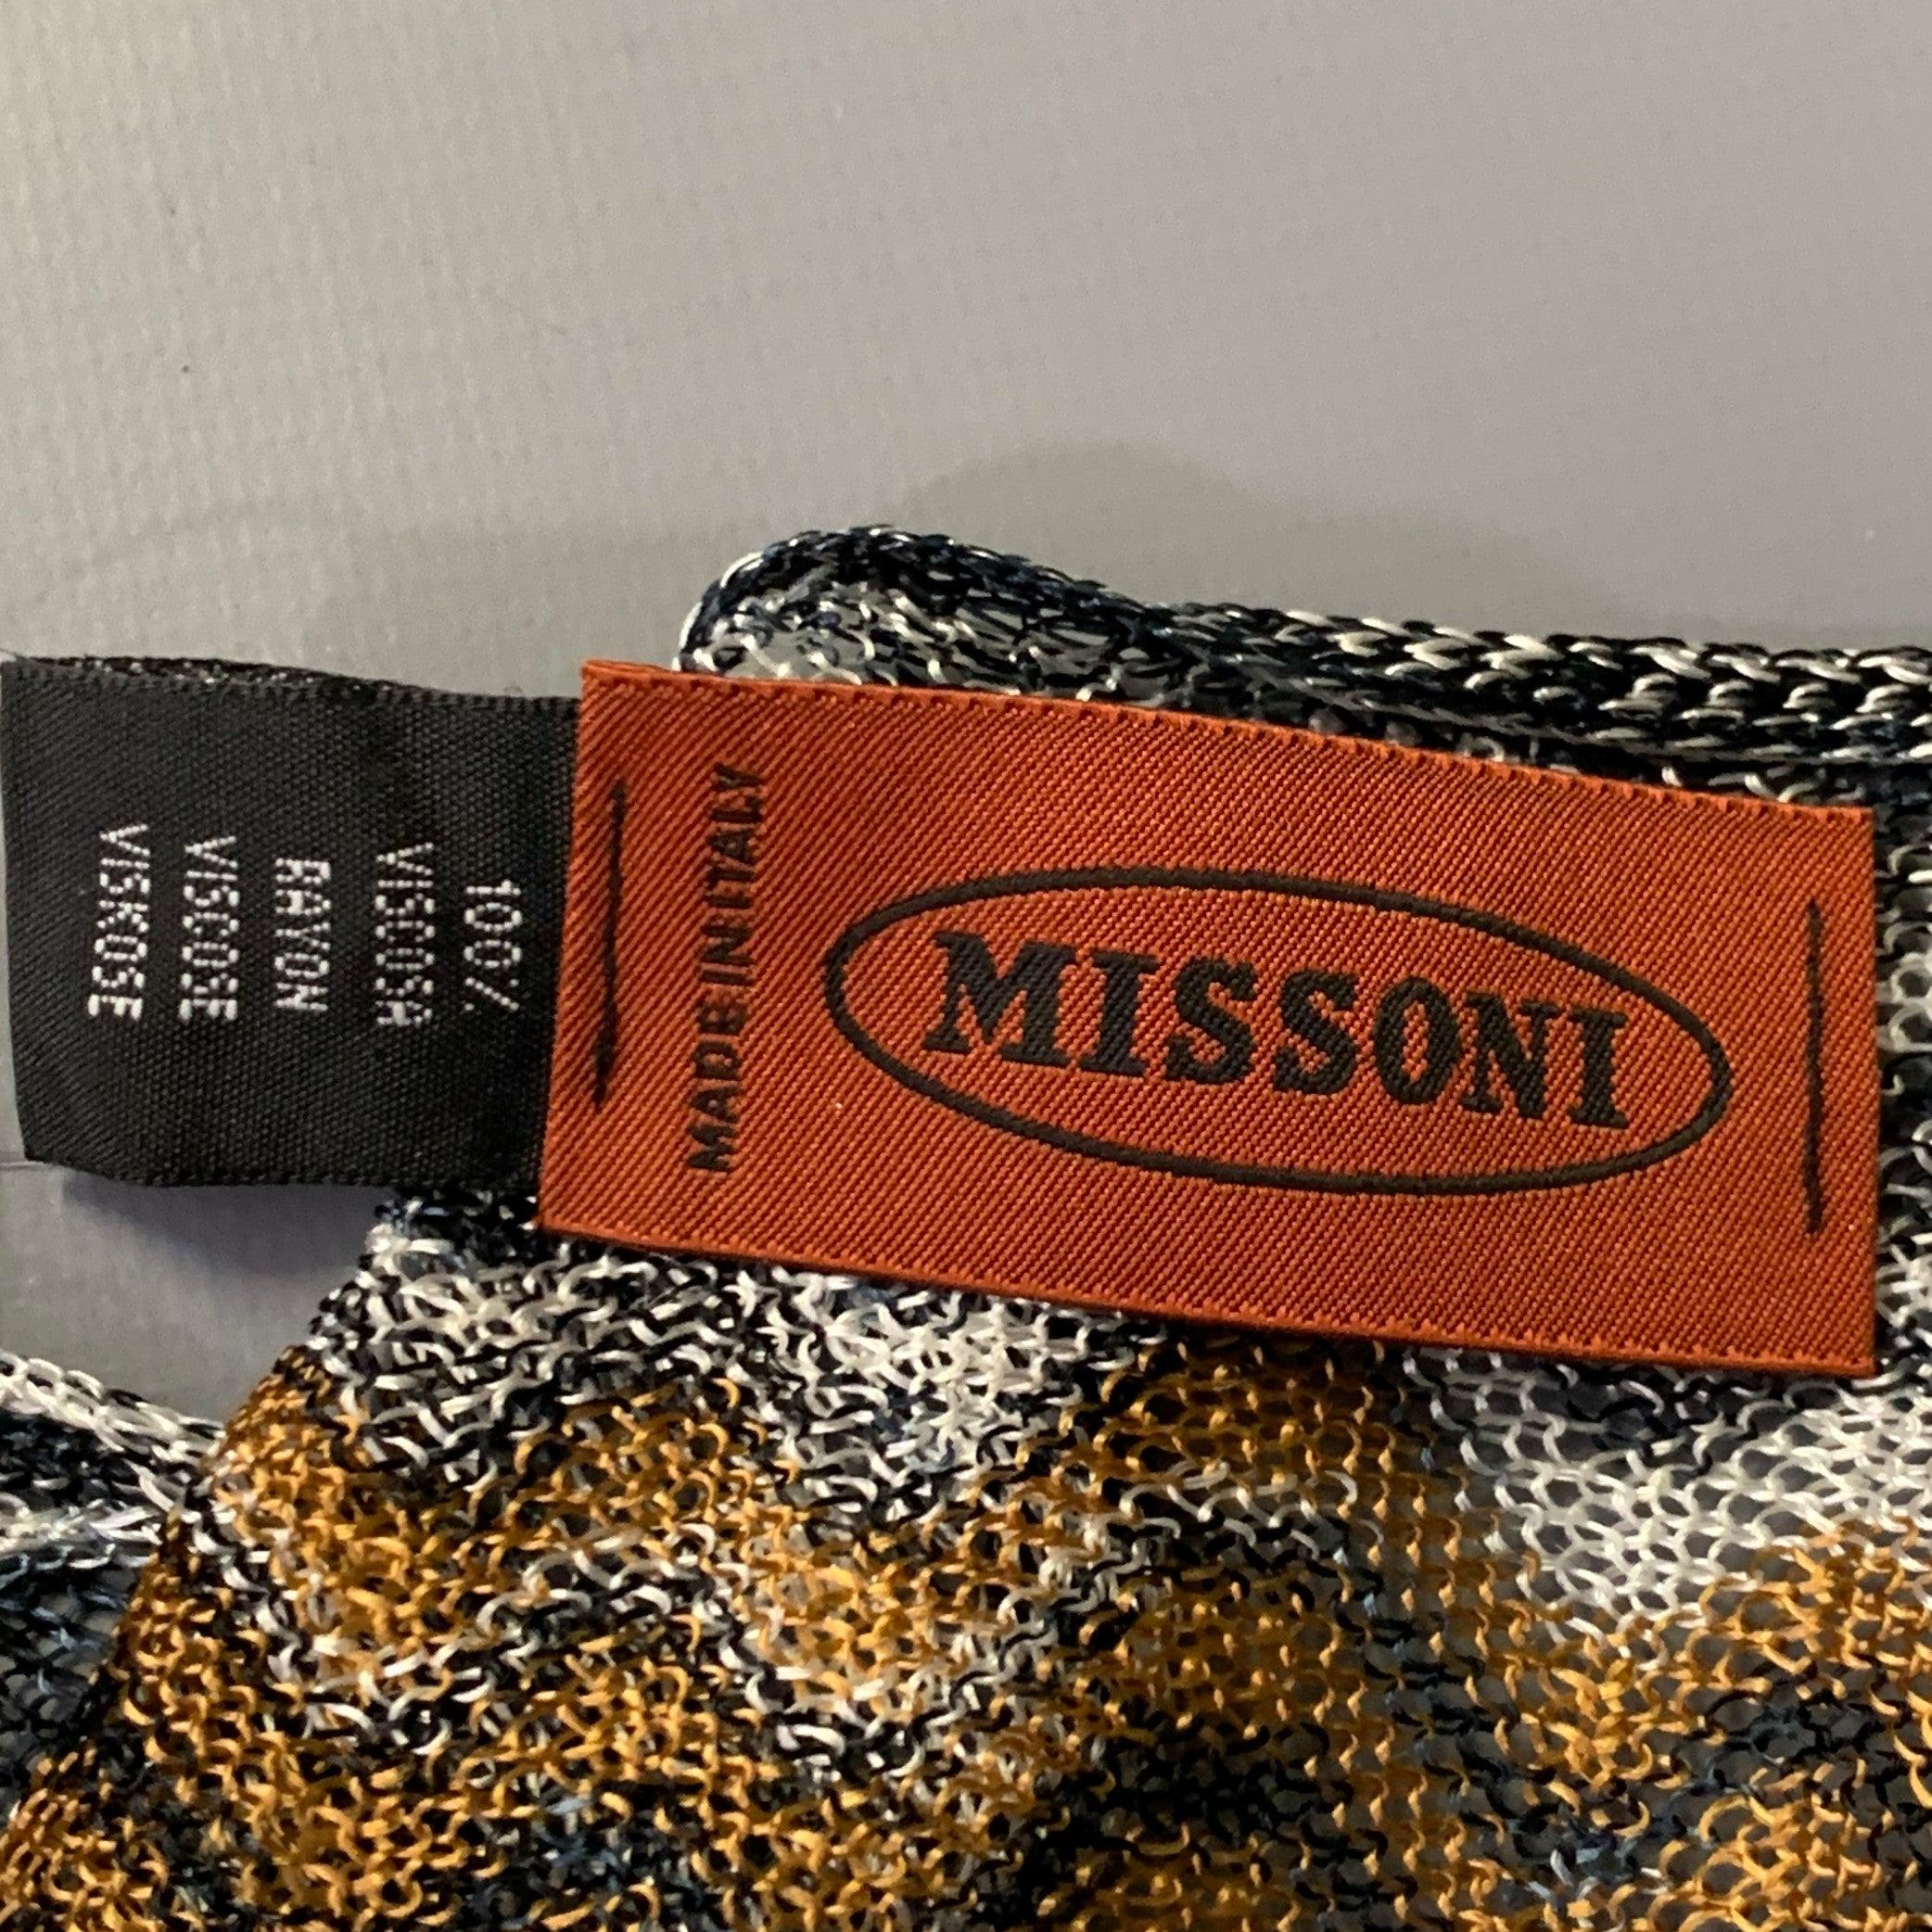 100%
VISCOSA
RAYON
VISCOSE
VISKOSE
MADE IN ITALY
MISSONI